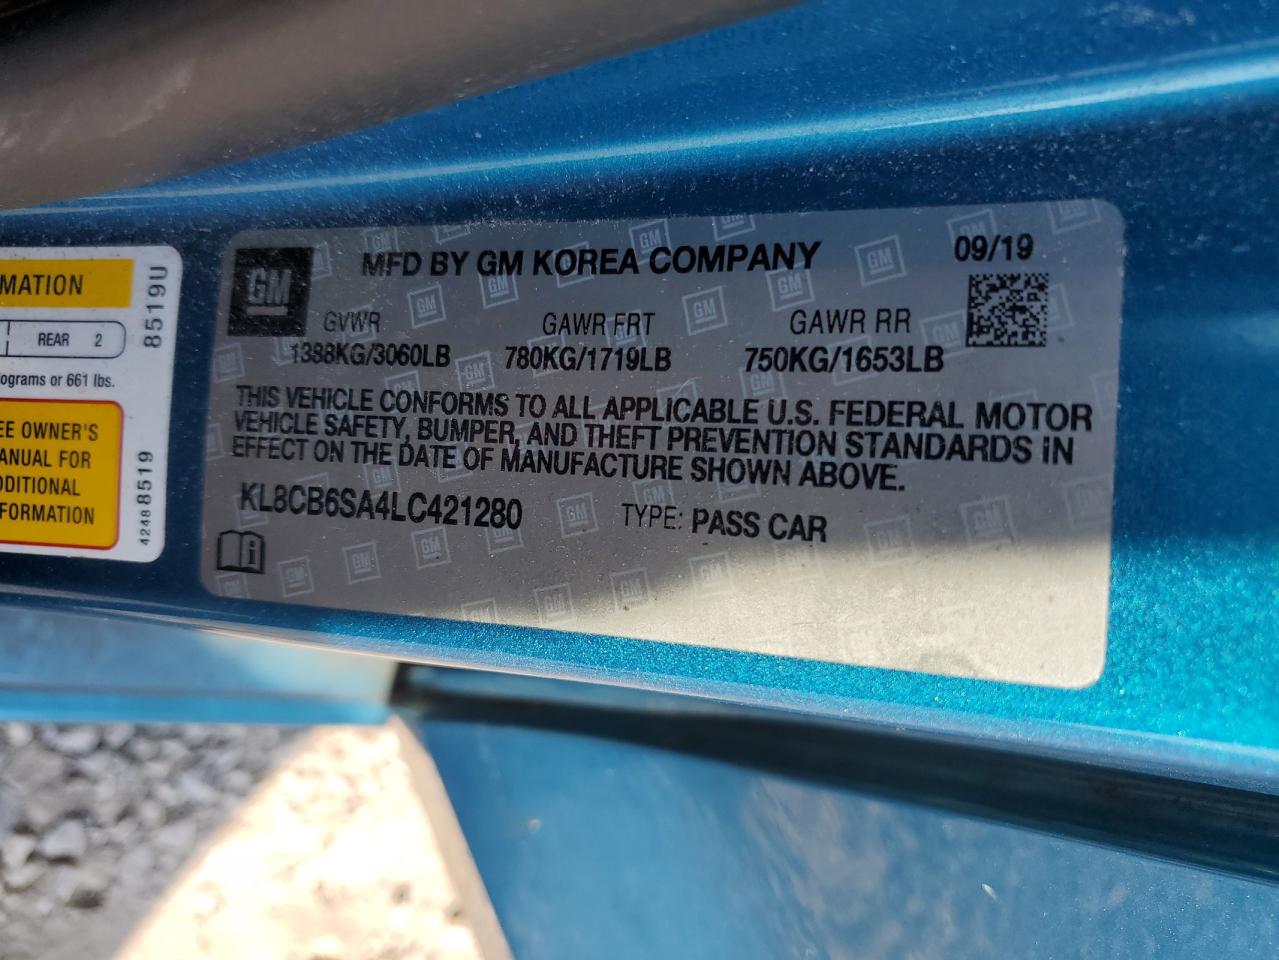 MATION
REAR 2
ograms or 661 lbs.
EE OWNER'S
ANUAL FOR
DDITIONAL
FORMATION
8519U
42488519
GM
MFD BY GM KOREA COMPANY
09/19
GVWR GAWR FRT GAWR RR
1388KG/3060LB 780KG/1719LB 750KG/1653LB
THIS VEHICLE CONFORMS TO ALL APPLICABLE U.S. FEDERAL MOTOR
VEHICLE SAFETY, BUMPER, AND THEFT PREVENTION STANDARDS IN
EFFECT ON THE DATE OF MANUFACTURE SHOWN ABOVE.
KL8CB6SA4LC421280 TYPE: PASS CAR